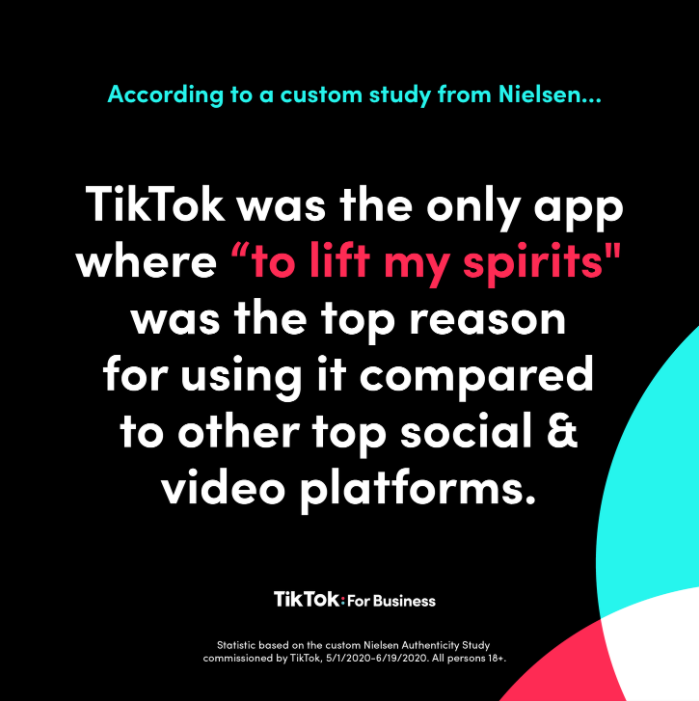 According to a custom study from Nielsen...
TikTok was the only app
where “to lift my spirits"
was the top reason
for using it compared
to other top social &
video platforms.
TikTok: For Business
Statistic based on the custom Nielsen Authenticity Study
commissioned by TikTok, 5/1/2020-6/19/2020. All persons 18+.